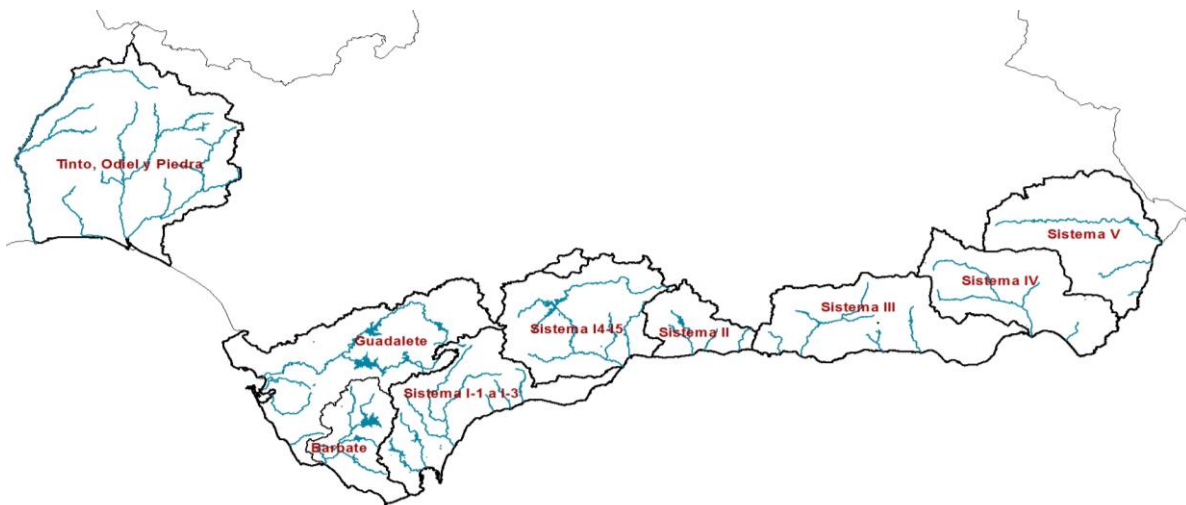 Tinto, Odiel y Piedra
Sistema V
Sistema IV
Sistema III
Sistema I4-I5
Sistema II
Guadalete
Sistema I-1 a I-3
Barbate